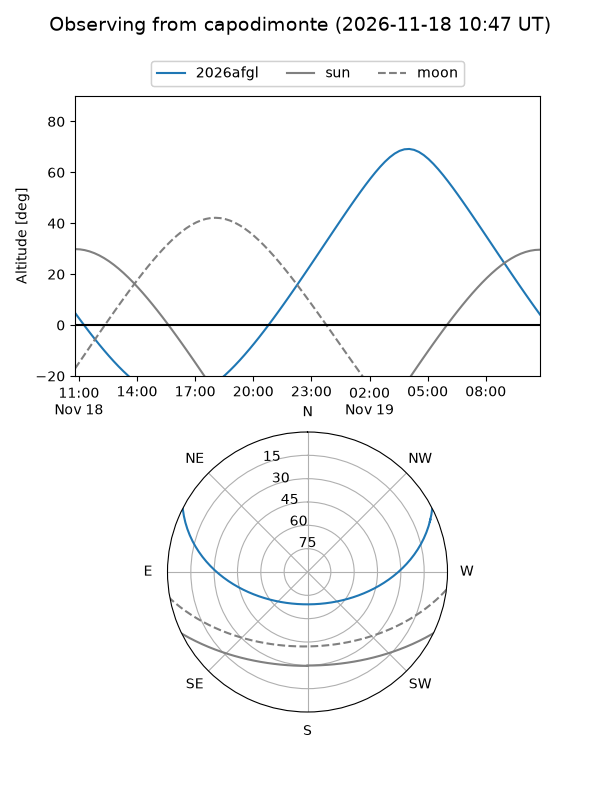 Observing from capodimonte (2026-11-18 10:47 UT)
2026afgl sun moon
Altitude [deg]
80
60
40
20
0
−20
11:00 14:00 17:00 20:00 23:00 02:00 05:00 08:00
Nov 18 Nov 19
N
NE NW
15
30
45
60
75
E W
SE SW
S